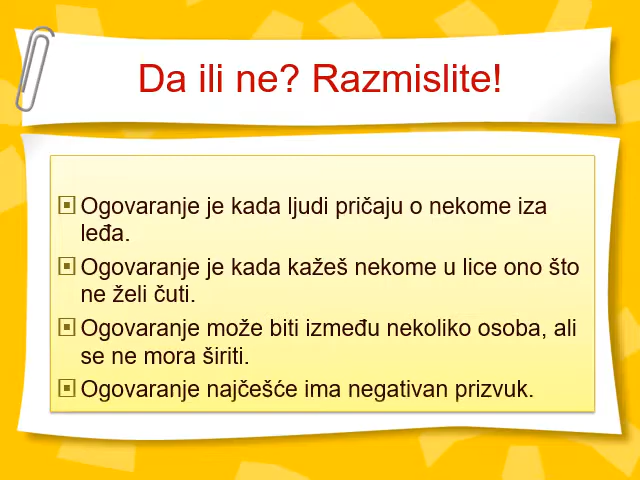 Da ili ne? Razmislite!
Ogovaranje je kada ljudi pričaju o nekome iza
leđa.
Ogovaranje je kada kažeš nekome u lice ono što
ne želi čuti.
Ogovaranje može biti između nekoliko osoba, ali
se ne mora širiti.
Ogovaranje najčešće ima negativan prizvuk.